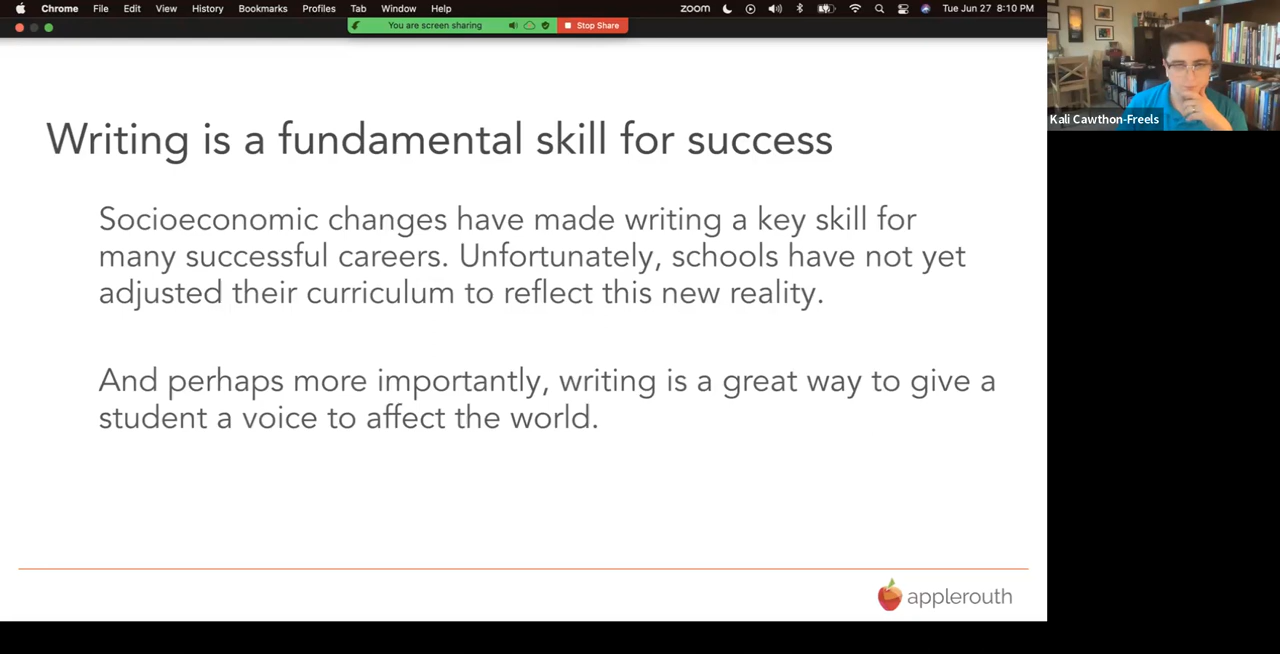 Chrome File Edit View History Bookmarks Profiles Tab Window Help zoom Tue Jun 27 8:10 PM
You are screen sharing Stop Share
Kali Cawthon-Freels
Writing is a fundamental skill for success
Socioeconomic changes have made writing a key skill for
many successful careers. Unfortunately, schools have not yet
adjusted their curriculum to reflect this new reality.
And perhaps more importantly, writing is a great way to give a
student a voice to affect the world.
applerouth